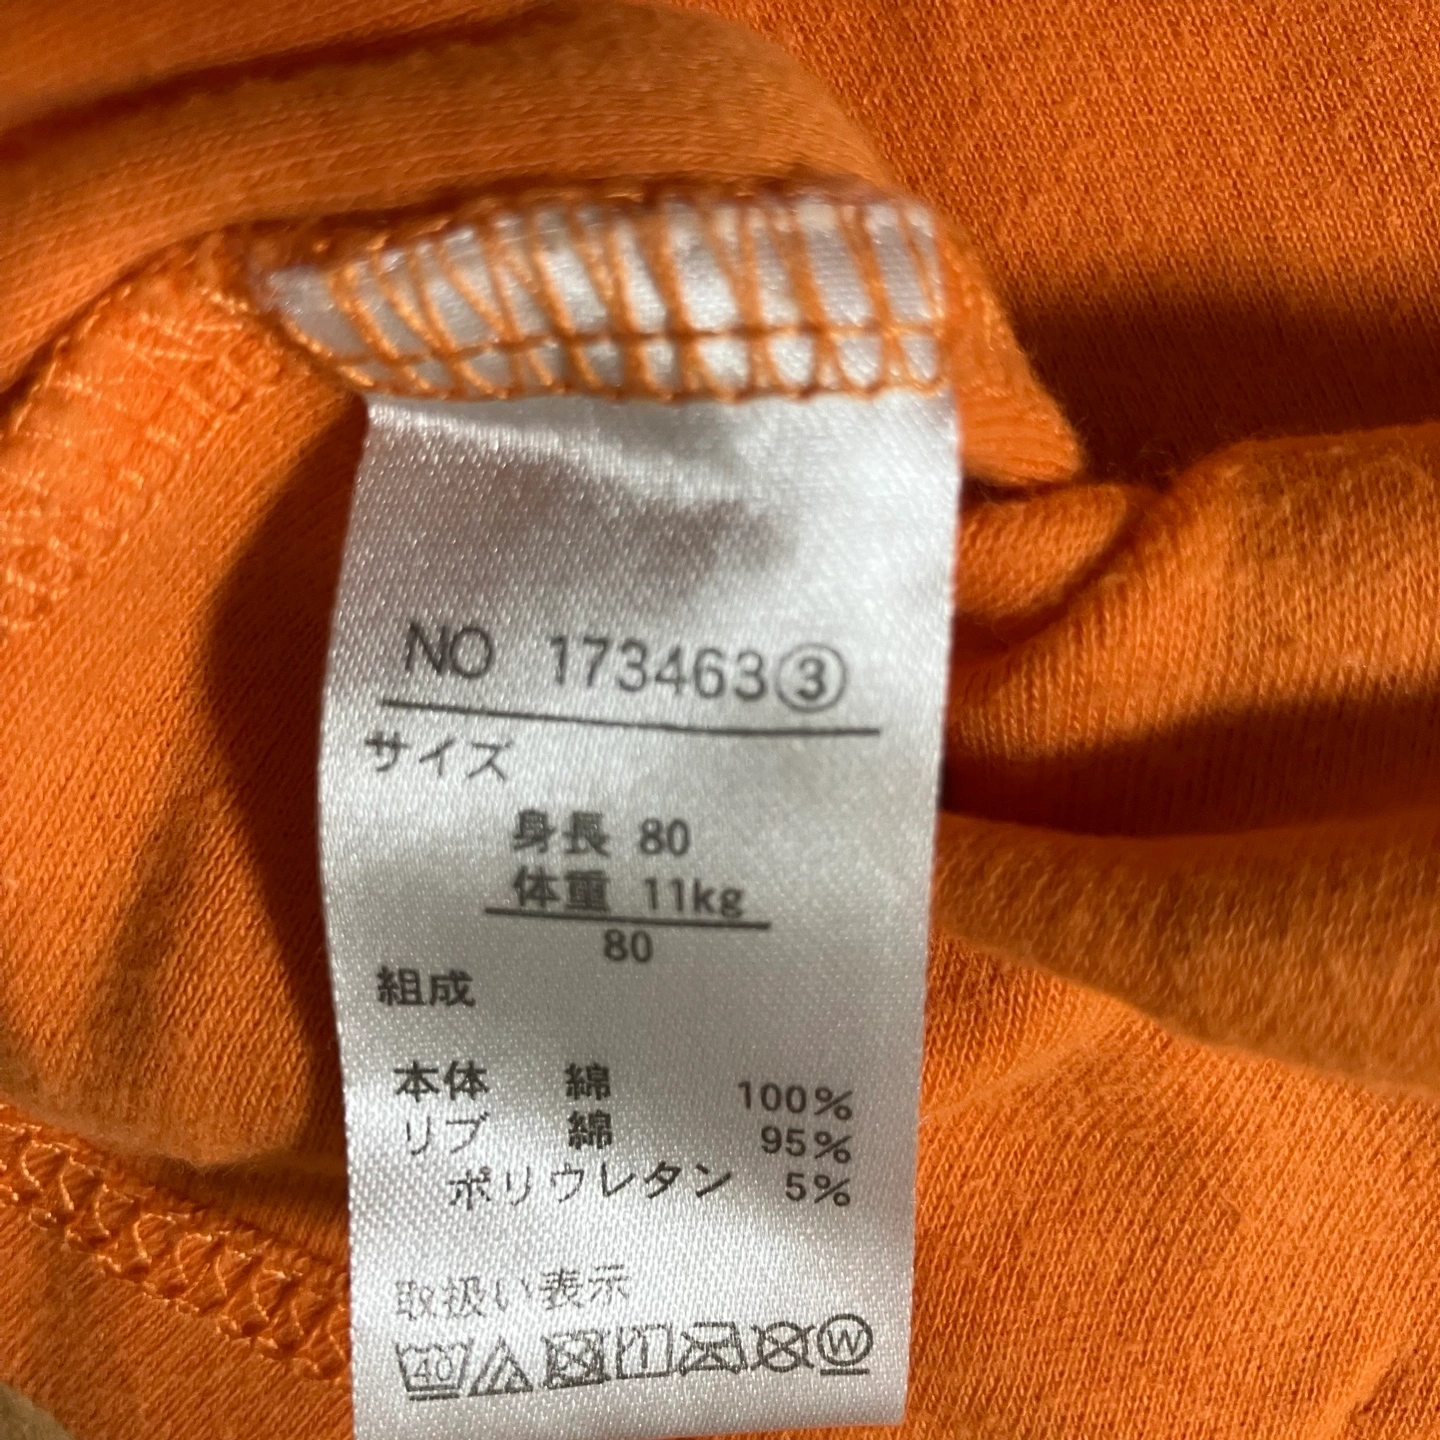 NO 173463③
サイズ
身長 80
体重 11kg
80
組成
本体 綿 100%
リブ 綿 95%
ポリウレタン 5%
取扱い表示
40 W